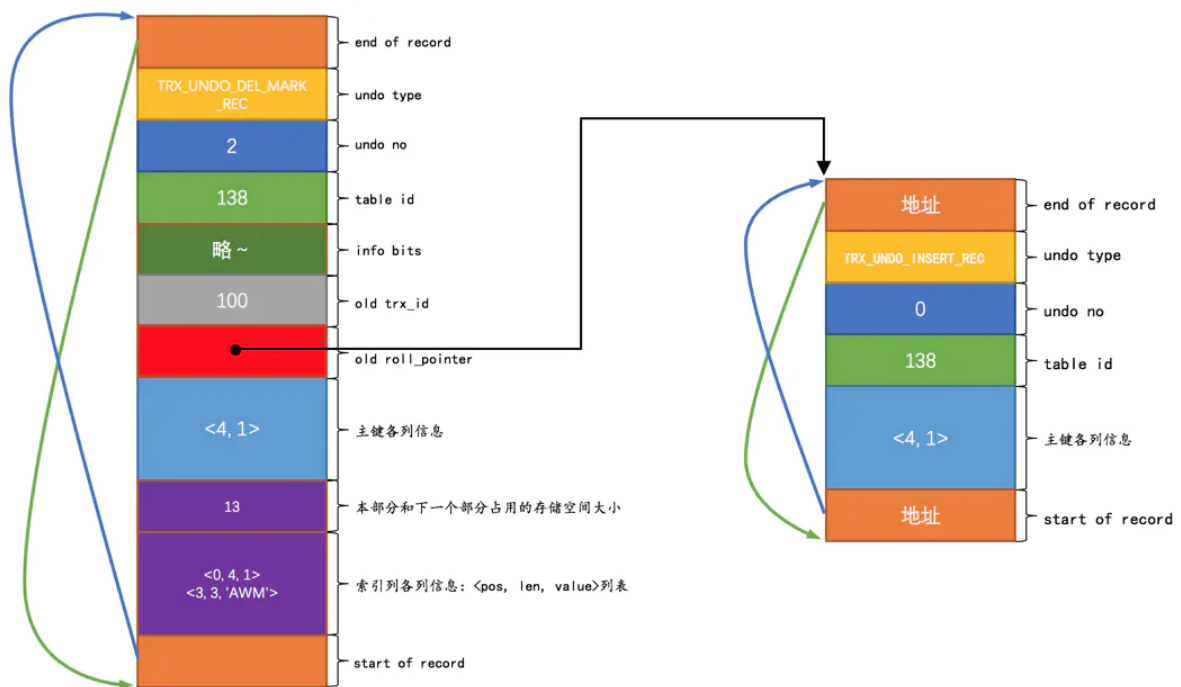 end of record
TRX_UNDO_DEL_MARK
_REC
undo type
2
undo no
138
table id
略 ~
info bits
100
old trx_id
old roll_pointer
<4, 1>
主键各列信息
13
本部分和下一个部分占用的存储空间大小
<0, 4, 1>
<3, 3, 'AWM'>
索引列各列信息: <pos, len, value>列表
start of record
地址
end of record
TRX_UNDO_INSERT_REC
undo type
0
undo no
138
table id
<4, 1>
主键各列信息
地址
start of record